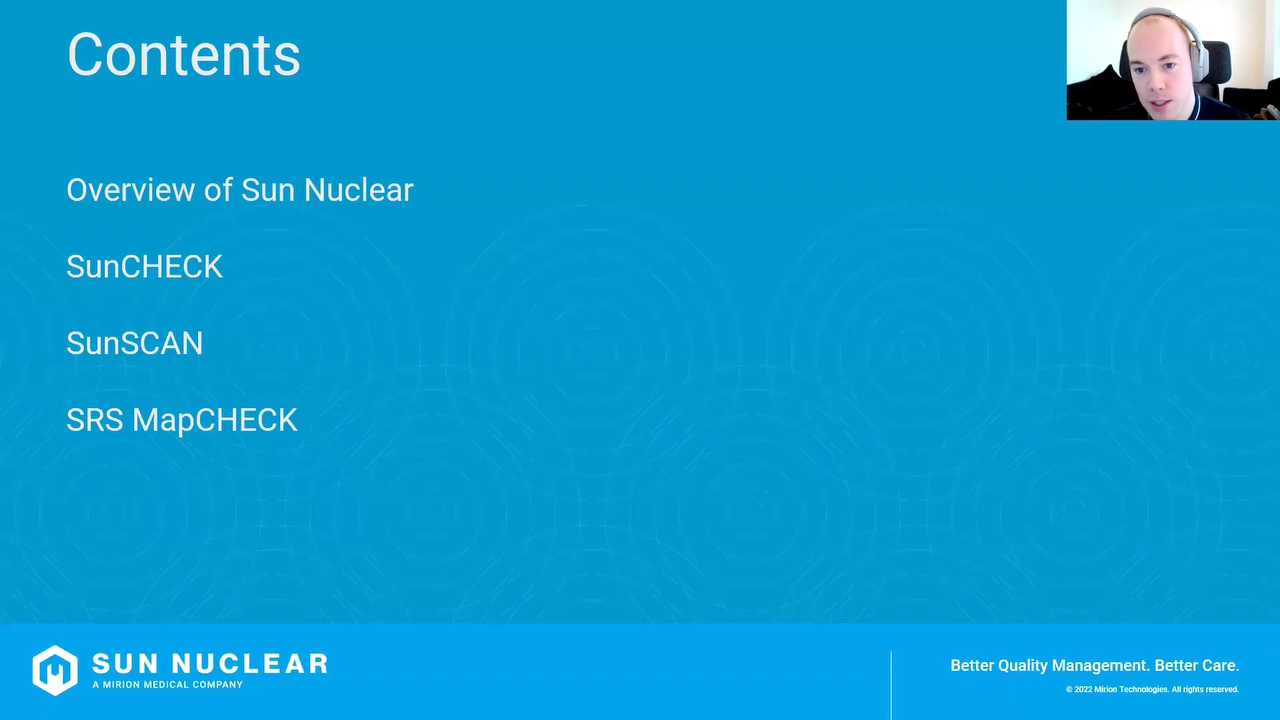 Contents
Overview of Sun Nuclear
SunCHECK
SunSCAN
SRS MapCHECK
SUN NUCLEAR
A MIRION MEDICAL COMPANY
Better Quality Management. Better Care.
© 2022 Mirion Technologies. All rights reserved.